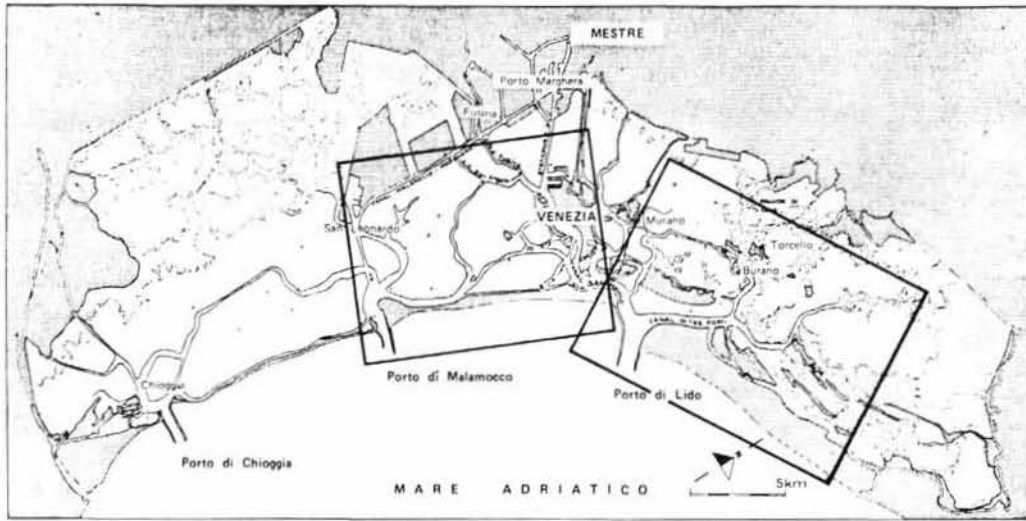 MESTRE
Porto Marghera
Fusina
VENEZIA
Murano
San Leonardo
Torcello
Burano
CANAL
Chioggia
Porto di Malamocco
Porto di Lido
Porto di Chioggia
MARE ADRIATICO
5km